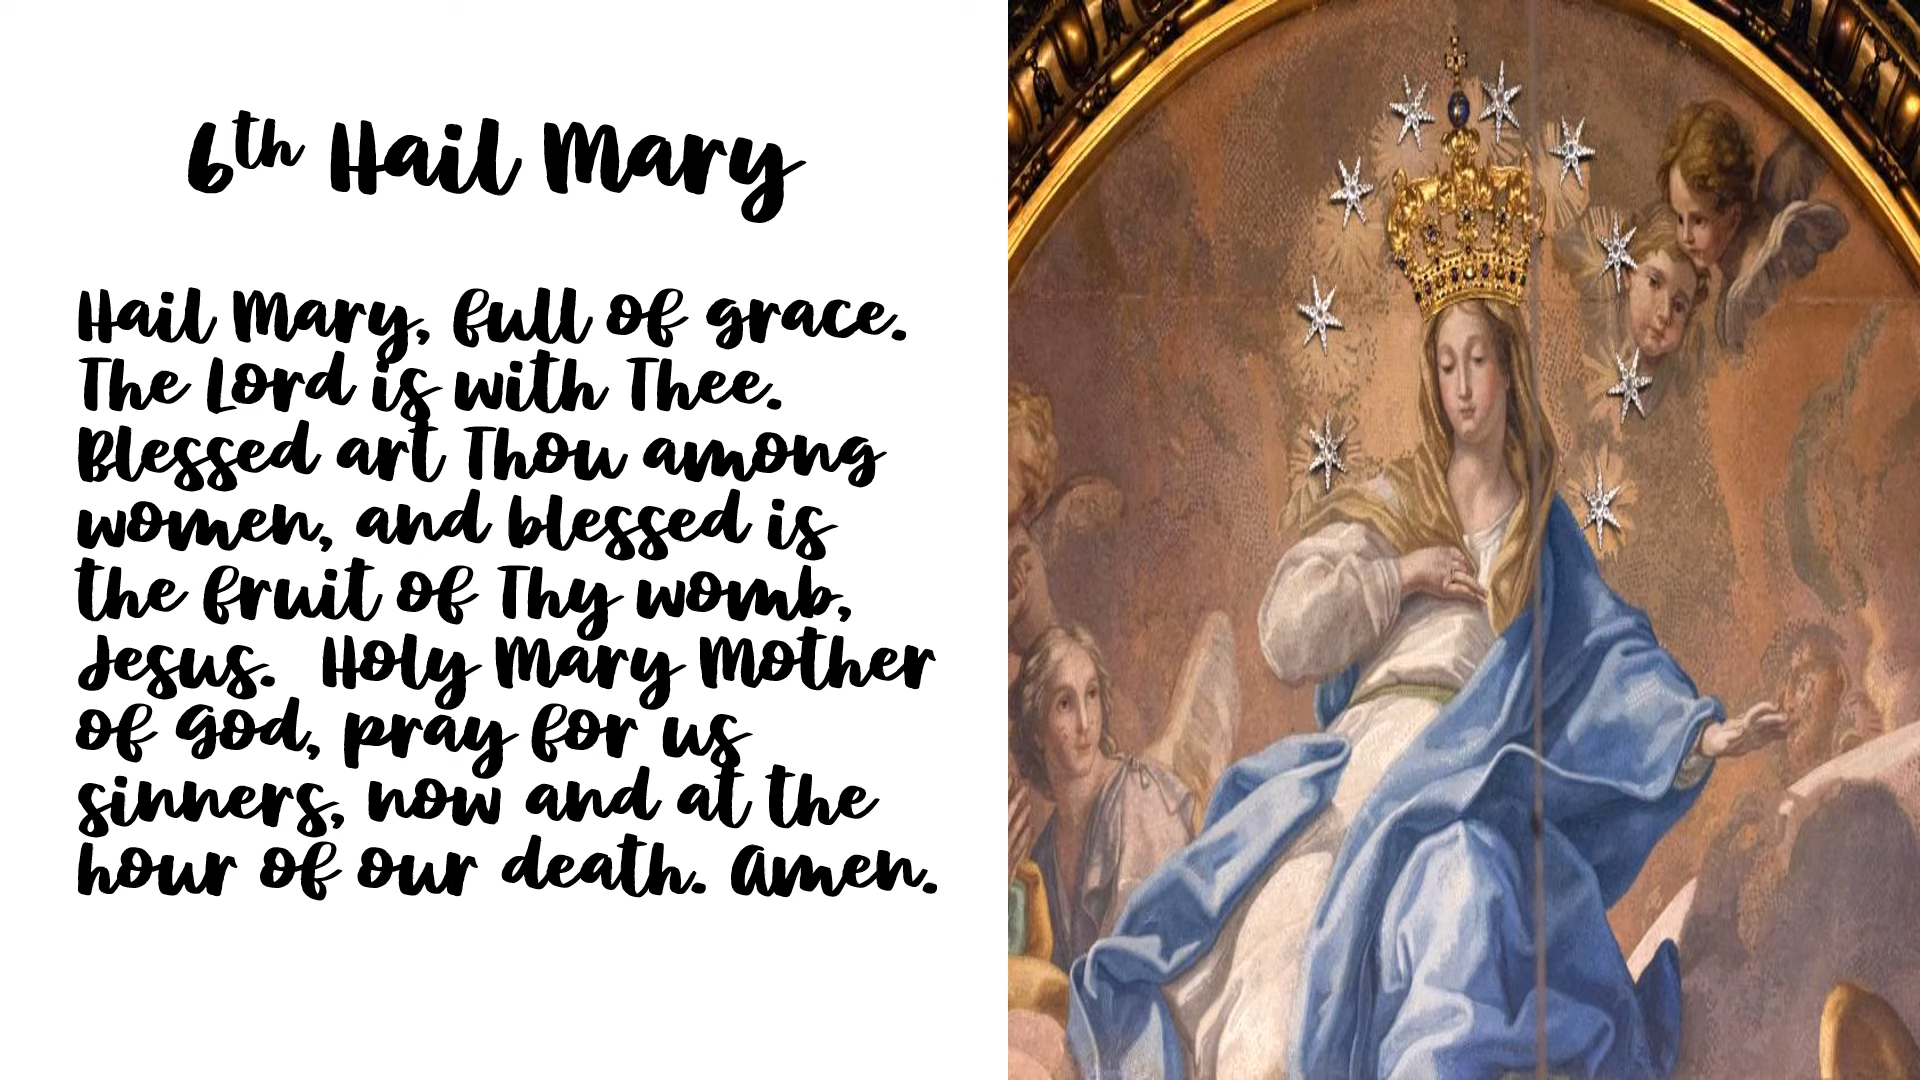 6th Hail Mary
Hail Mary, full of grace.
The Lord is with Thee.
Blessed art Thou among
women, and blessed is
the fruit of Thy womb,
Jesus. Holy Mary Mother
of God, pray for us
sinners, now and at the
hour of our death. Amen.